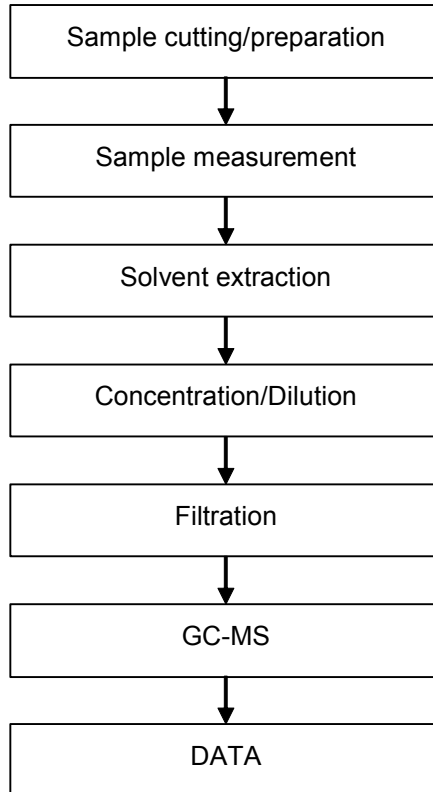 Sample cutting/preparation
Sample measurement
Solvent extraction
Concentration/Dilution
Filtration
GC-MS
DATA